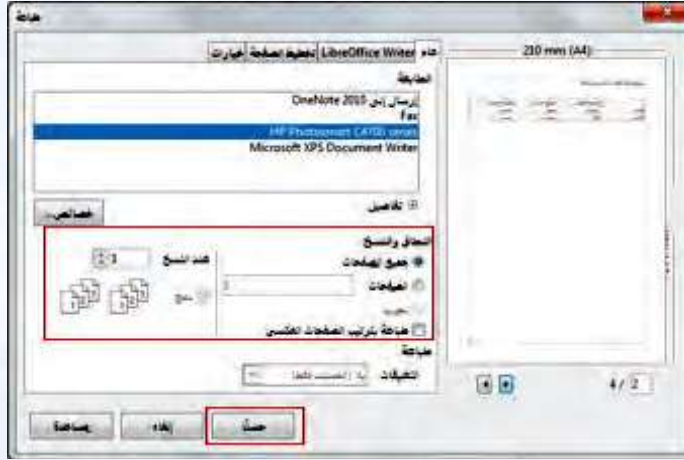 طباعة
عام LibreOffice Writer تخطيط الصفحة خيارات
210 mm (A4)
الطابعة
إرسال إلى OneNote 2010
Fax
HP Photosmart C4700 series
Microsoft XPS Document Writer
تفاصيل
خصائص...
النطاق والنسخ
جميع الصفحات
عدد النسخ
الصفحات
طباعة بترتيب الصفحات العكسي
طباعة
التعليقات
4 / 2
حسنًا
إلغاء
مساعدة